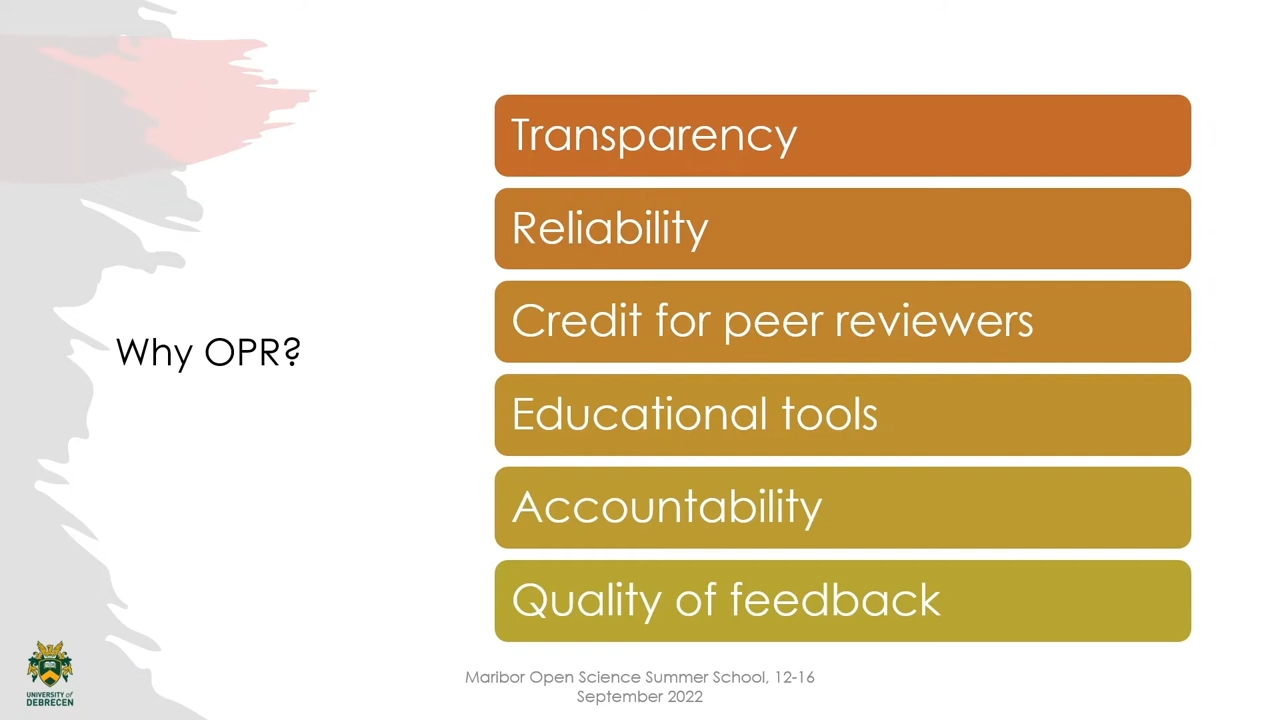 Why OPR?
Transparency
Reliability
Credit for peer reviewers
Educational tools
Accountability
Quality of feedback
UNIVERSITY of
DEBRECEN
Maribor Open Science Summer School, 12-16
September 2022